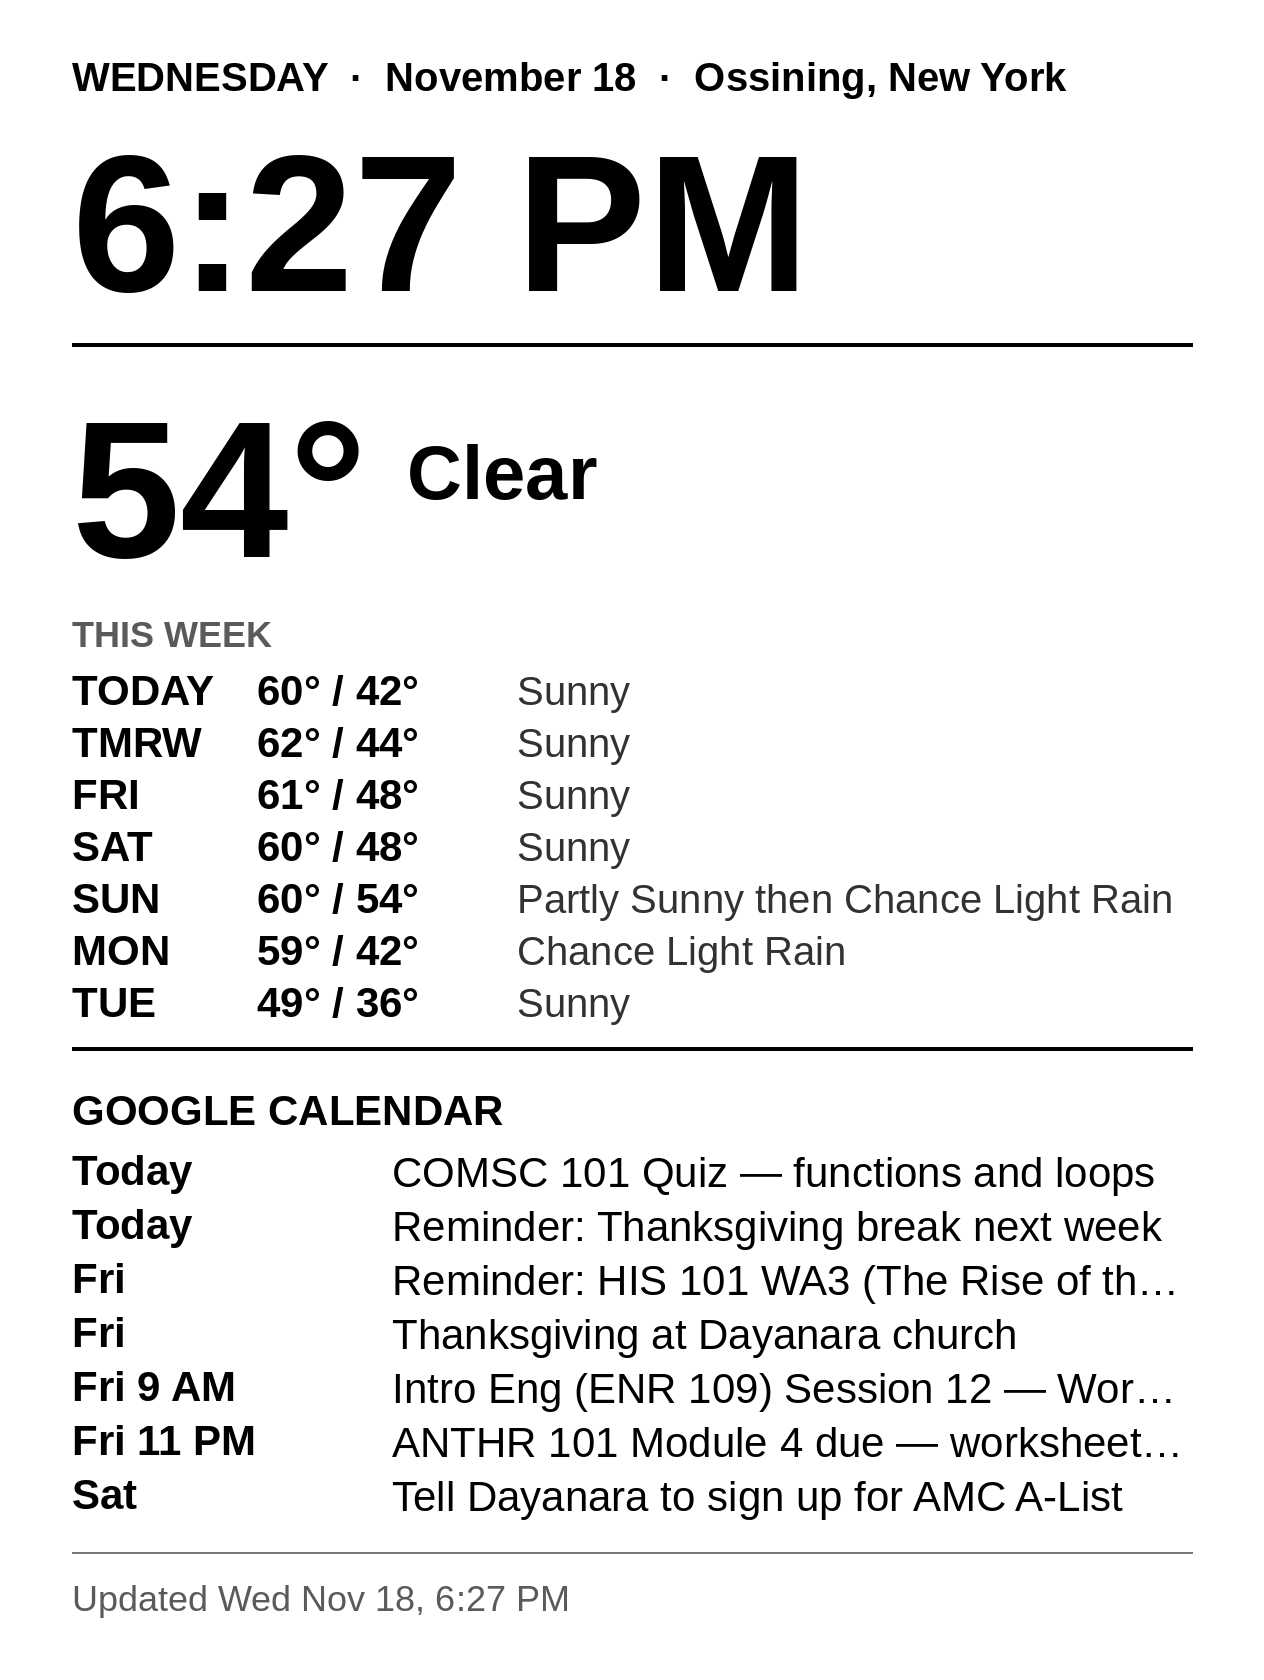 WEDNESDAY · November 18 · Ossining, New York
6:27 PM
54° Clear
THIS WEEK
TODAY 60° / 42° Sunny
TMRW 62° / 44° Sunny
FRI 61° / 48° Sunny
SAT 60° / 48° Sunny
SUN 60° / 54° Partly Sunny then Chance Light Rain
MON 59° / 42° Chance Light Rain
TUE 49° / 36° Sunny
GOOGLE CALENDAR
Today COMSC 101 Quiz — functions and loops
Today Reminder: Thanksgiving break next week
Fri Reminder: HIS 101 WA3 (The Rise of th…
Fri Thanksgiving at Dayanara church
Fri 9 AM Intro Eng (ENR 109) Session 12 — Wor…
Fri 11 PM ANTHR 101 Module 4 due — worksheet…
Sat Tell Dayanara to sign up for AMC A-List
Updated Wed Nov 18, 6:27 PM